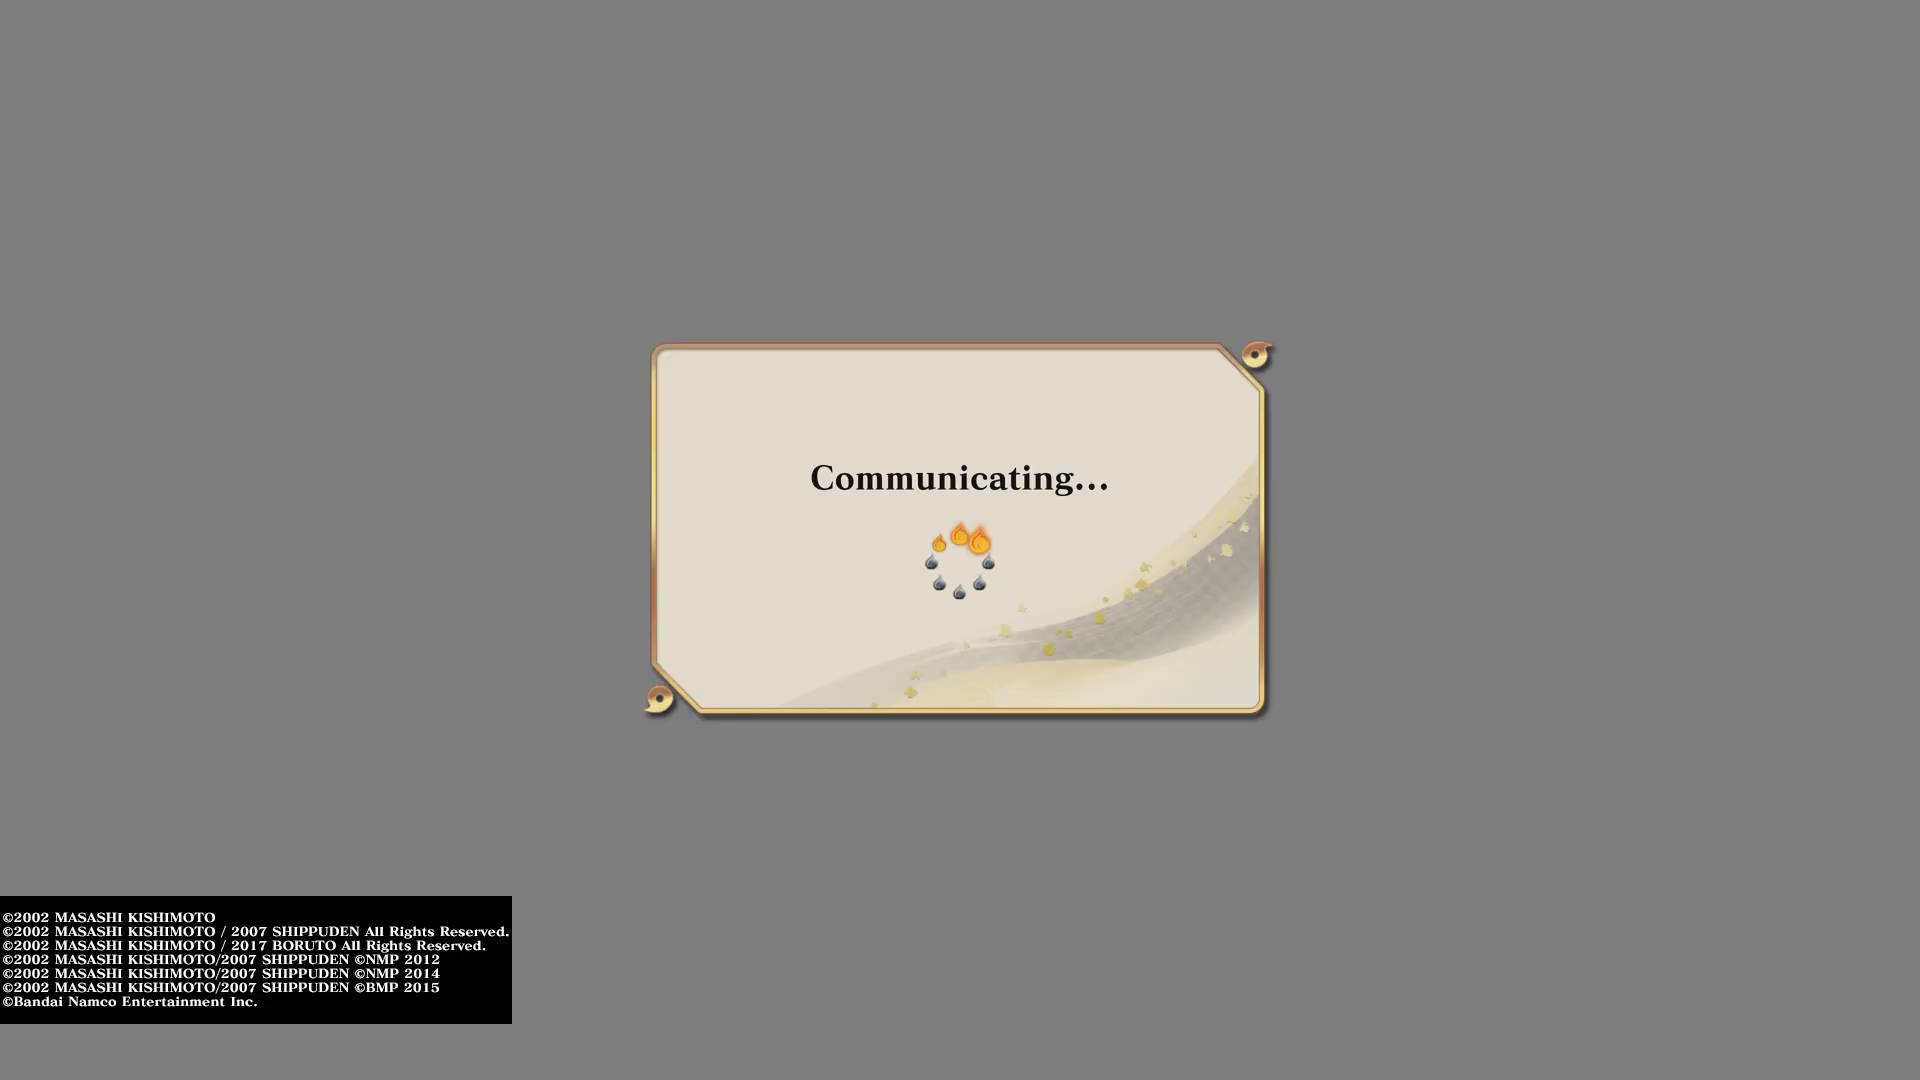 Communicating...
©2002 MASASHI KISHIMOTO
©2002 MASASHI KISHIMOTO / 2007 SHIPPUDEN All Rights Reserved.
©2002 MASASHI KISHIMOTO / 2017 BORUTO All Rights Reserved.
©2002 MASASHI KISHIMOTO/2007 SHIPPUDEN ©NMP 2012
©2002 MASASHI KISHIMOTO/2007 SHIPPUDEN ©NMP 2014
©2002 MASASHI KISHIMOTO/2007 SHIPPUDEN ©BMP 2015
©Bandai Namco Entertainment Inc.